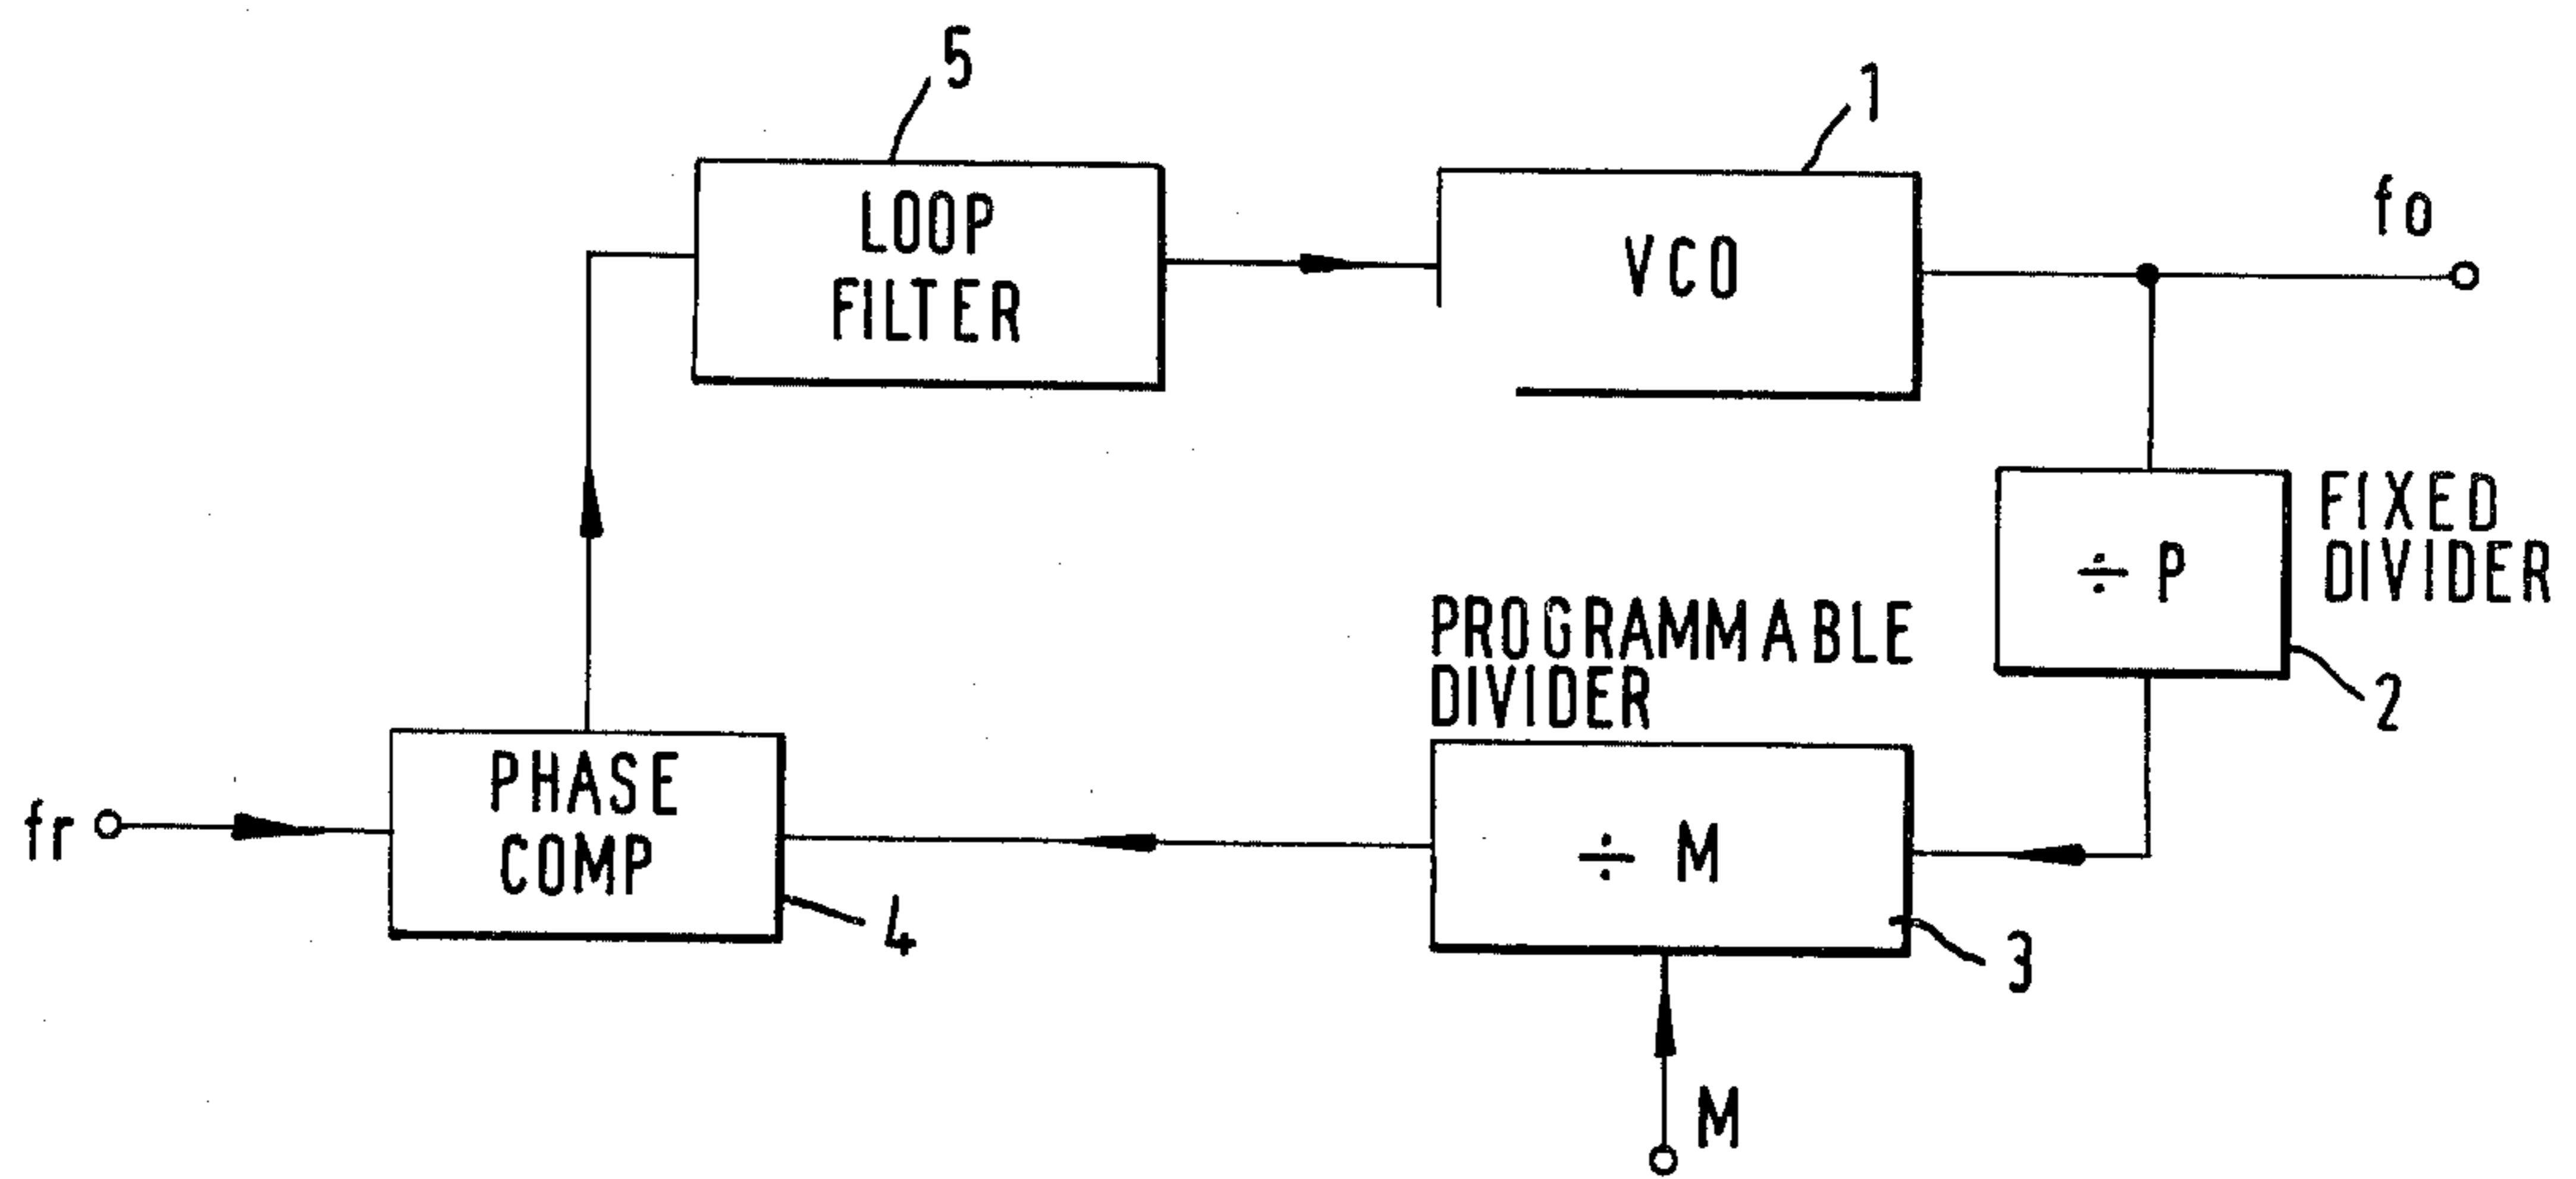 5
1
LOOP
FILTER
VCO
fo
÷ P
FIXED
DIVIDER
2
PROGRAMMABLE
DIVIDER
÷ M
3
fr
PHASE
COMP
4
M